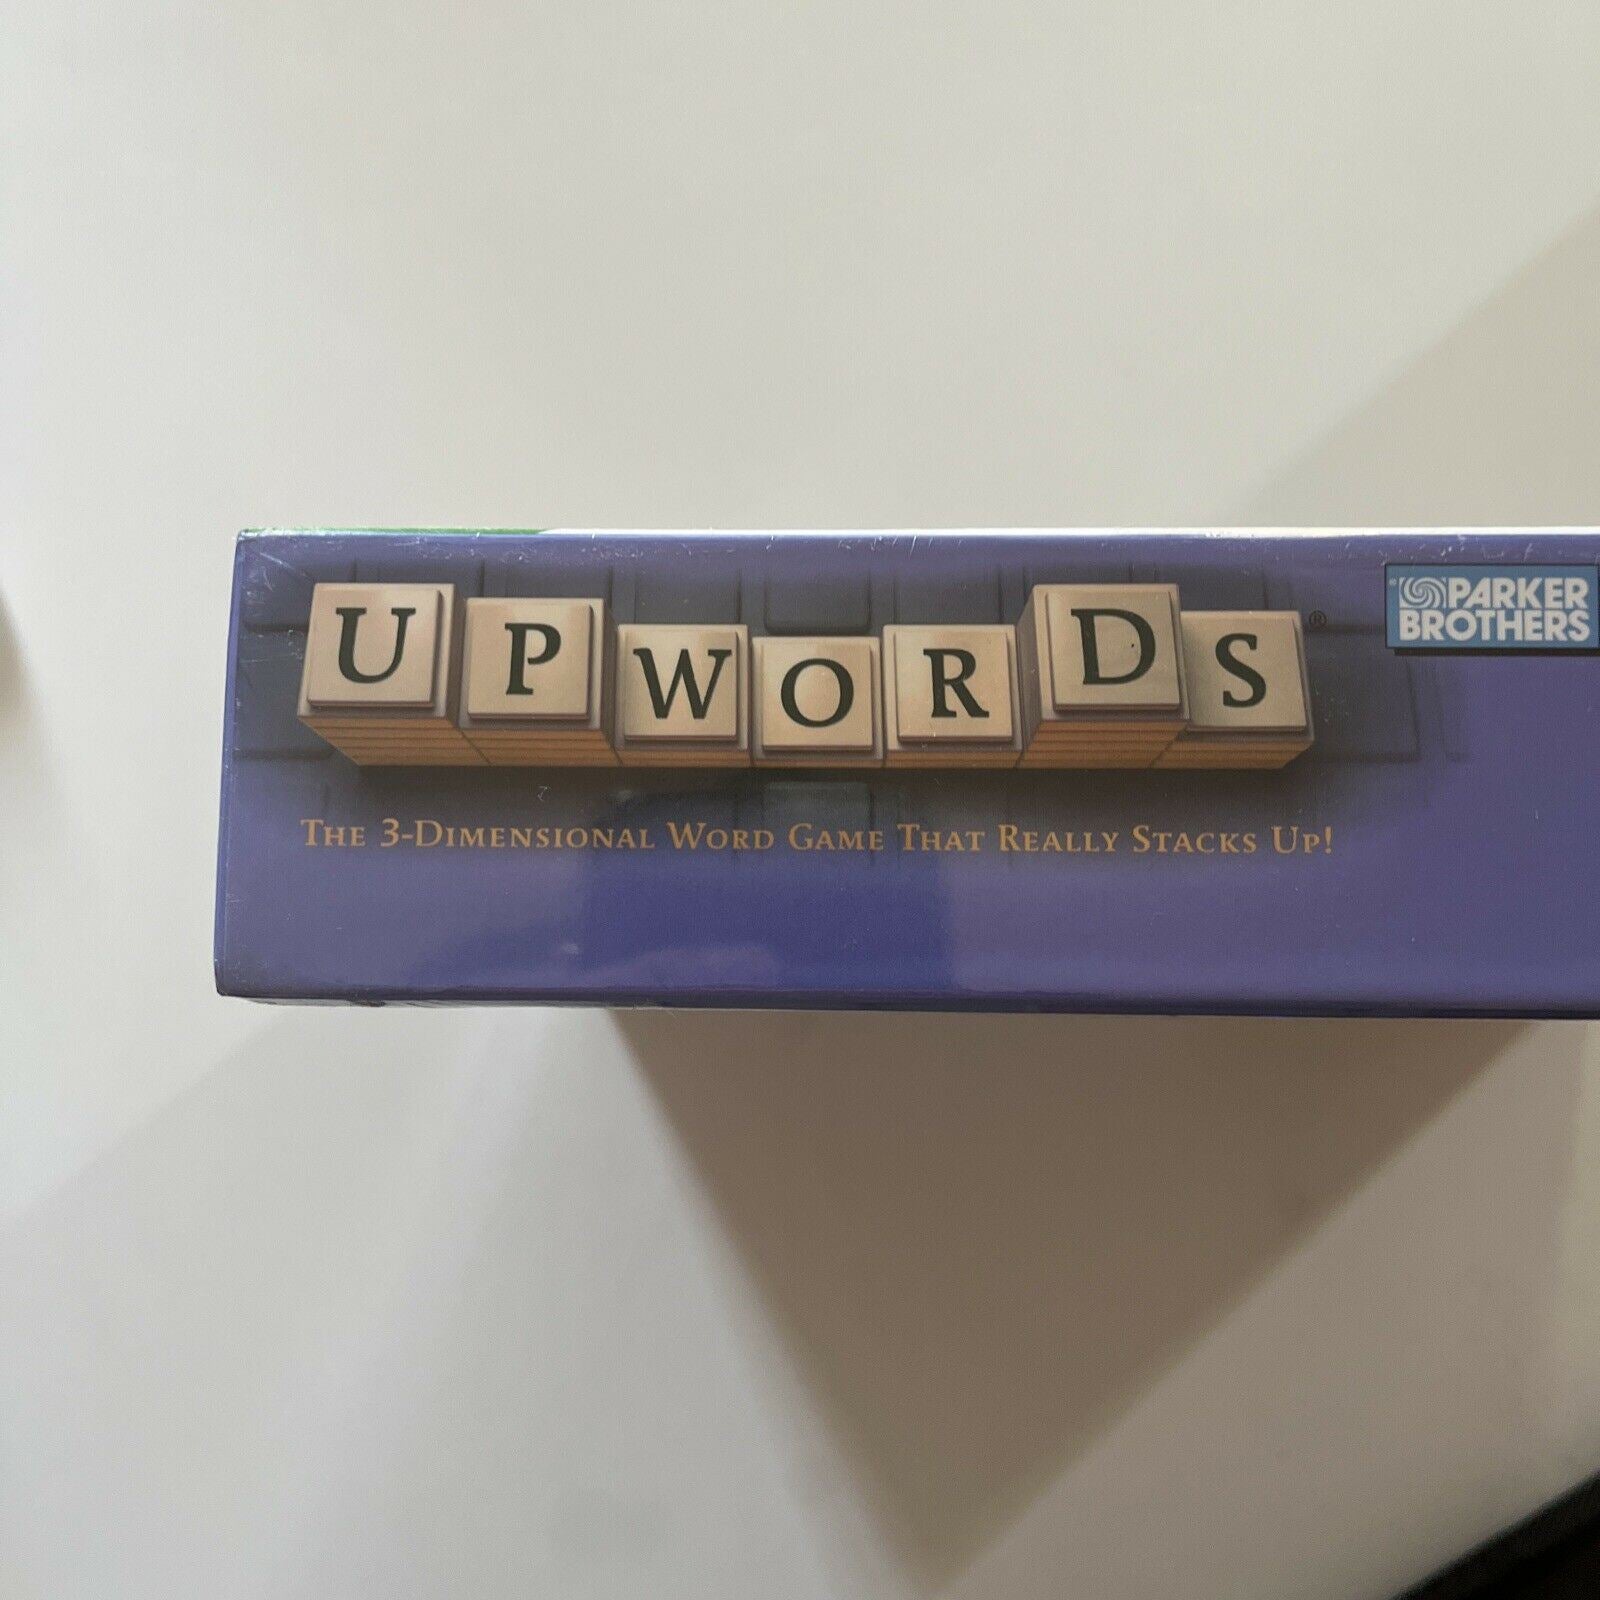 UPWORDS®
PARKER
BROTHERS
THE 3-DIMENSIONAL WORD GAME THAT REALLY STACKS UP!